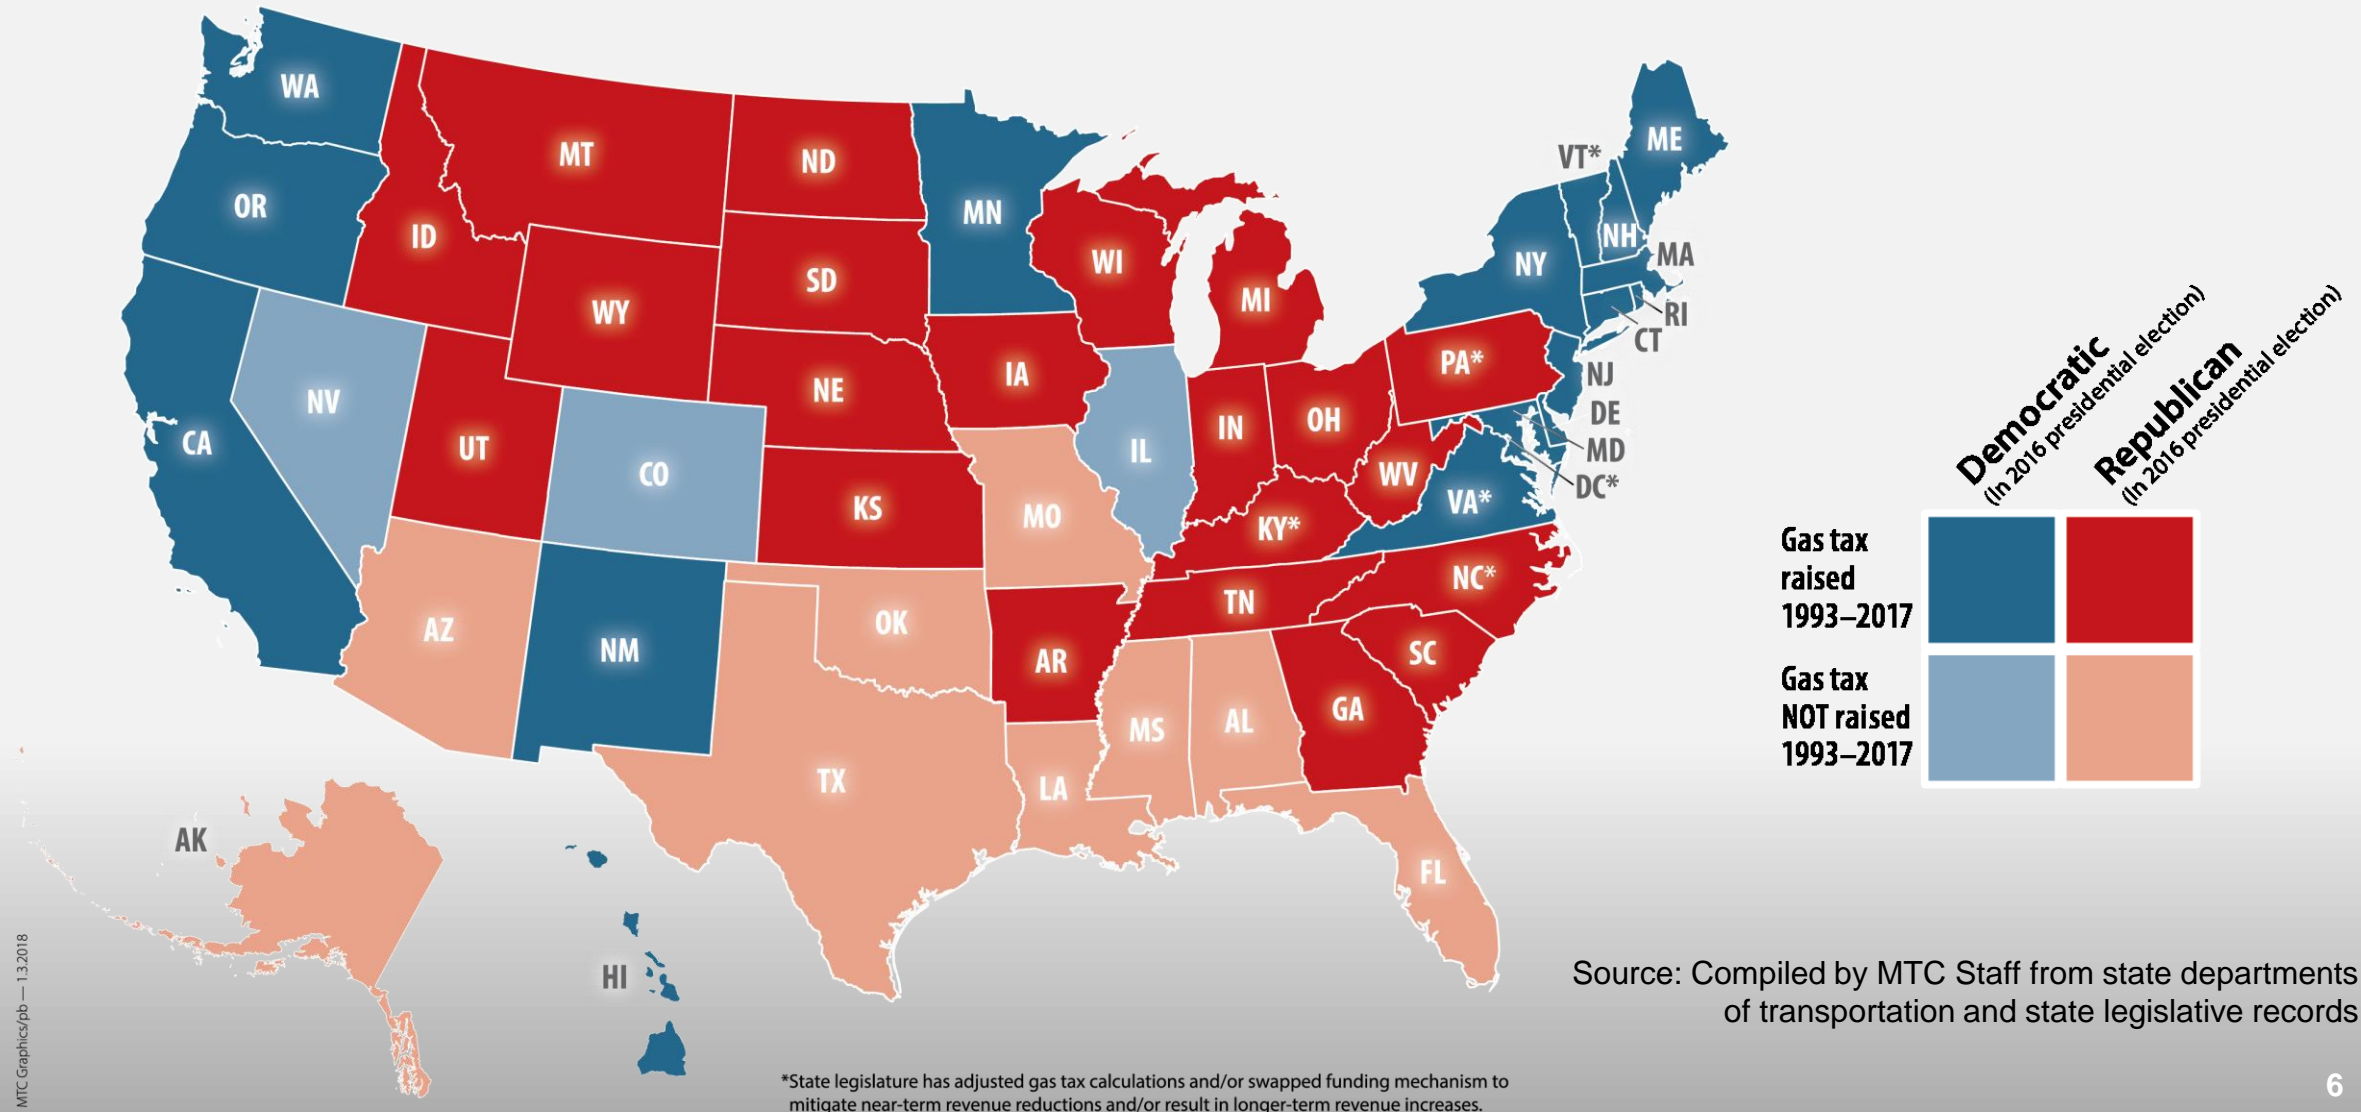 WA
OR
CA
NV
ID
MT
WY
UT
AZ
CO
NM
ND
SD
NE
KS
OK
TX
MN
IA
MO
AR
LA
WI
IL
MI
IN
OH
KY*
TN
MS
AL
GA
FL
SC
NC*
VA*
WV
PA*
NY
VT*
NH
ME
MA
RI
CT
NJ
DE
MD
DC*
AK
HI
Democratic
(In 2016 presidential election)
Republican
(In 2016 presidential election)
Gas tax
raised
1993–2017
Gas tax
NOT raised
1993–2017
Source: Compiled by MTC Staff from state departments
of transportation and state legislative records
*State legislature has adjusted gas tax calculations and/or swapped funding mechanism to
mitigate near-term revenue reductions and/or result in longer-term revenue increases.
MTC Graphics/pb — 1.3.2018
6